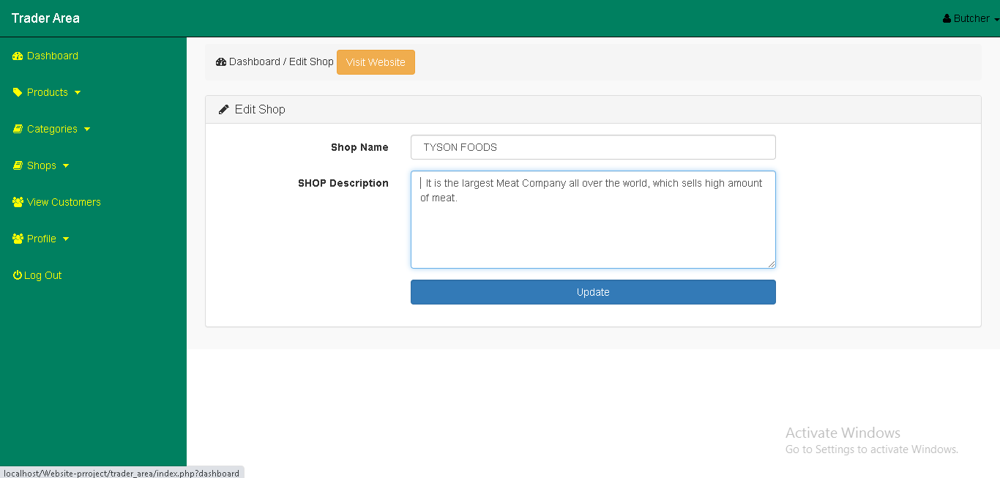 Trader Area
Butcher
Dashboard
Products
Categories
Shops
View Customers
Profile
Log Out
Dashboard / Edit Shop Visit Website
Edit Shop
Shop Name TYSON FOODS
SHOP Description It is the largest Meat Company all over the world, which sells high amount
of meat.
Update
Activate Windows
Go to Settings to activate Windows.
localhost/Website-prroject/trader_area/index.php?dashboard